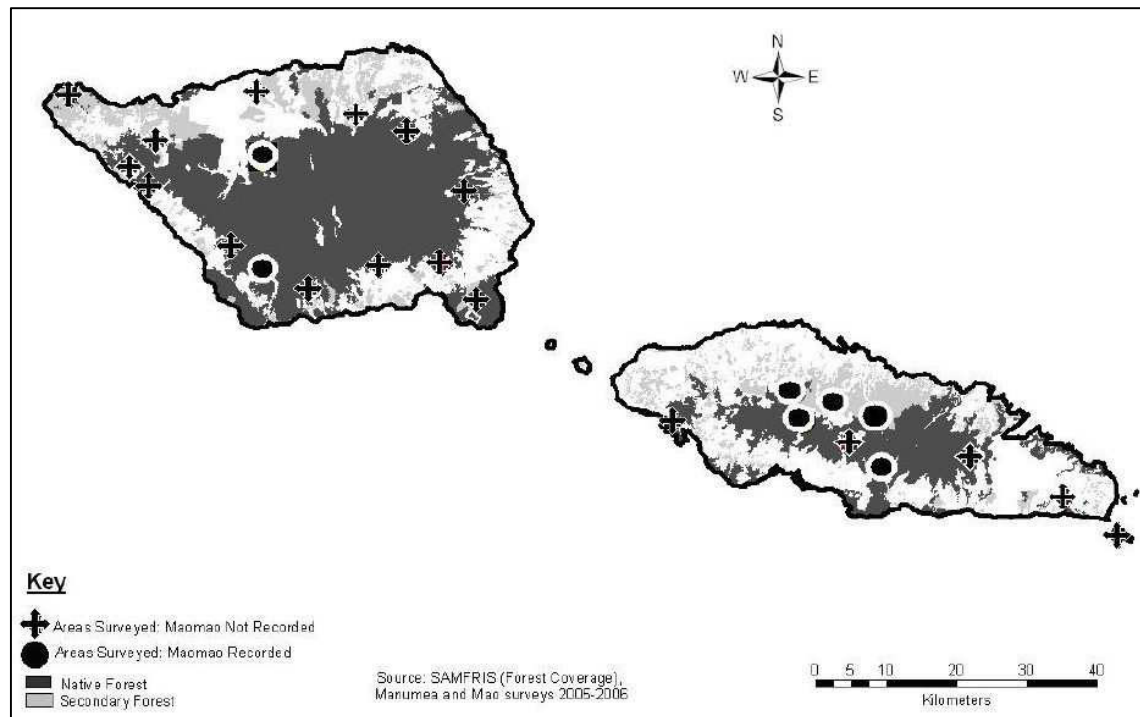 N
W E
S
Key
Areas Surveyed: Maomao Not Recorded
Areas Surveyed: Maomao Recorded
Native Forest
Secondary Forest
Source: SAMFRIS (Forest Coverage),
Manumea and Mao surveys 2005-2006
0 5 10 20 30 40
Kilometers